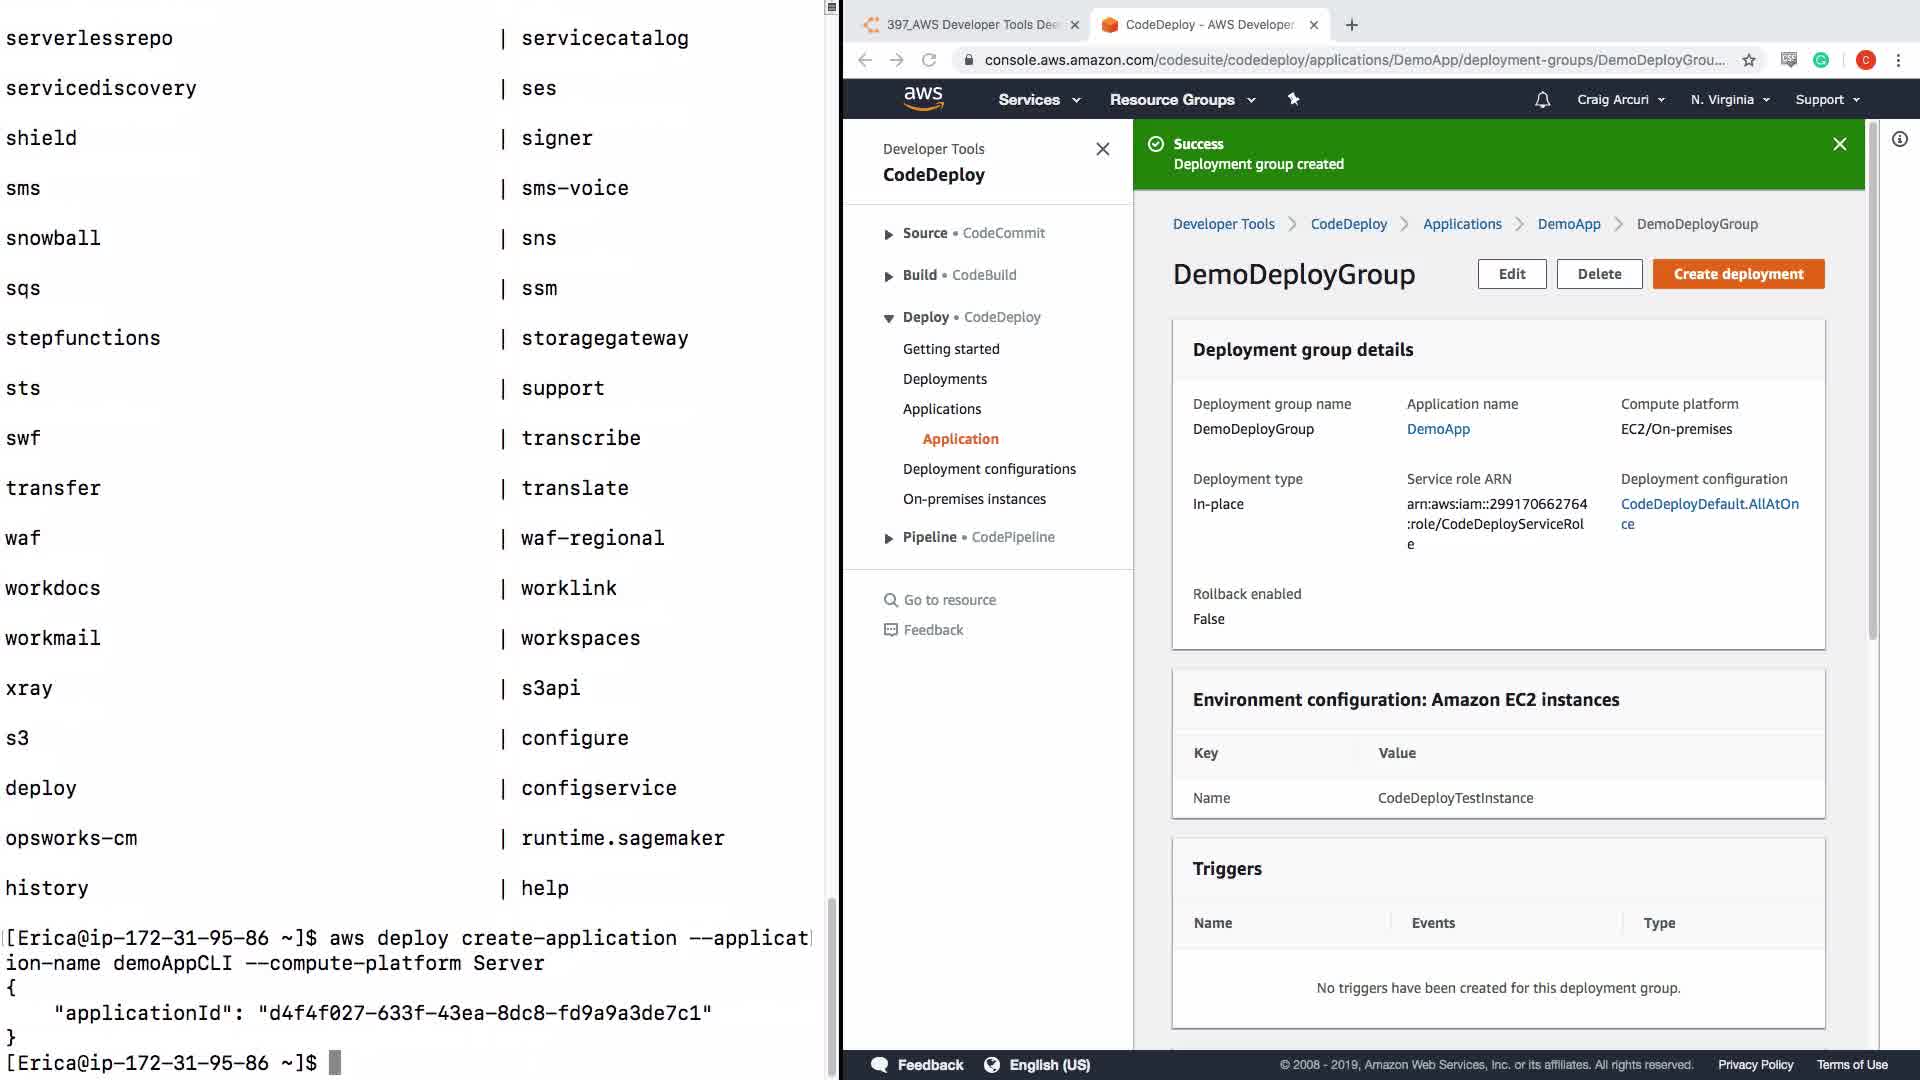 serverlessrepo | servicecatalog
servicediscovery | ses
shield | signer
sms | sms-voice
snowball | sns
sqs | ssm
stepfunctions | storagegateway
sts | support
swf | transcribe
transfer | translate
waf | waf-regional
workdocs | worklink
workmail | workspaces
xray | s3api
s3 | configure
deploy | configservice
opsworks-cm | runtime.sagemaker
history | help
[Erica@ip-172-31-95-86 ~]$ aws deploy create-application --applicat
ion-name demoAppCLI --compute-platform Server
{
"applicationId": "d4f4f027-633f-43ea-8dc8-fd9a9a3de7c1"
}
[Erica@ip-172-31-95-86 ~]$
397_AWS Developer Tools Dee
CodeDeploy - AWS Developer
console.aws.amazon.com/codesuite/codedeploy/applications/DemoApp/deployment-groups/DemoDeployGrou...
C
aws
Services
Resource Groups
Craig Arcuri
N. Virginia
Support
Developer Tools
CodeDeploy
Source • CodeCommit
Build • CodeBuild
Deploy • CodeDeploy
Getting started
Deployments
Applications
Application
Deployment configurations
On-premises instances
Pipeline • CodePipeline
Go to resource
Feedback
Success
Deployment group created
Developer Tools > CodeDeploy > Applications > DemoApp > DemoDeployGroup
DemoDeployGroup
Edit
Delete
Create deployment
Deployment group details
Deployment group name
DemoDeployGroup
Application name
DemoApp
Compute platform
EC2/On-premises
Deployment type
In-place
Service role ARN
arn:aws:iam::299170662764
:role/CodeDeployServiceRol
e
Deployment configuration
CodeDeployDefault.AllAtOn
ce
Rollback enabled
False
Environment configuration: Amazon EC2 instances
Key Value
Name CodeDeployTestInstance
Triggers
Name Events Type
No triggers have been created for this deployment group.
Feedback
English (US)
© 2008 - 2019, Amazon Web Services, Inc. or its affiliates. All rights reserved.
Privacy Policy
Terms of Use